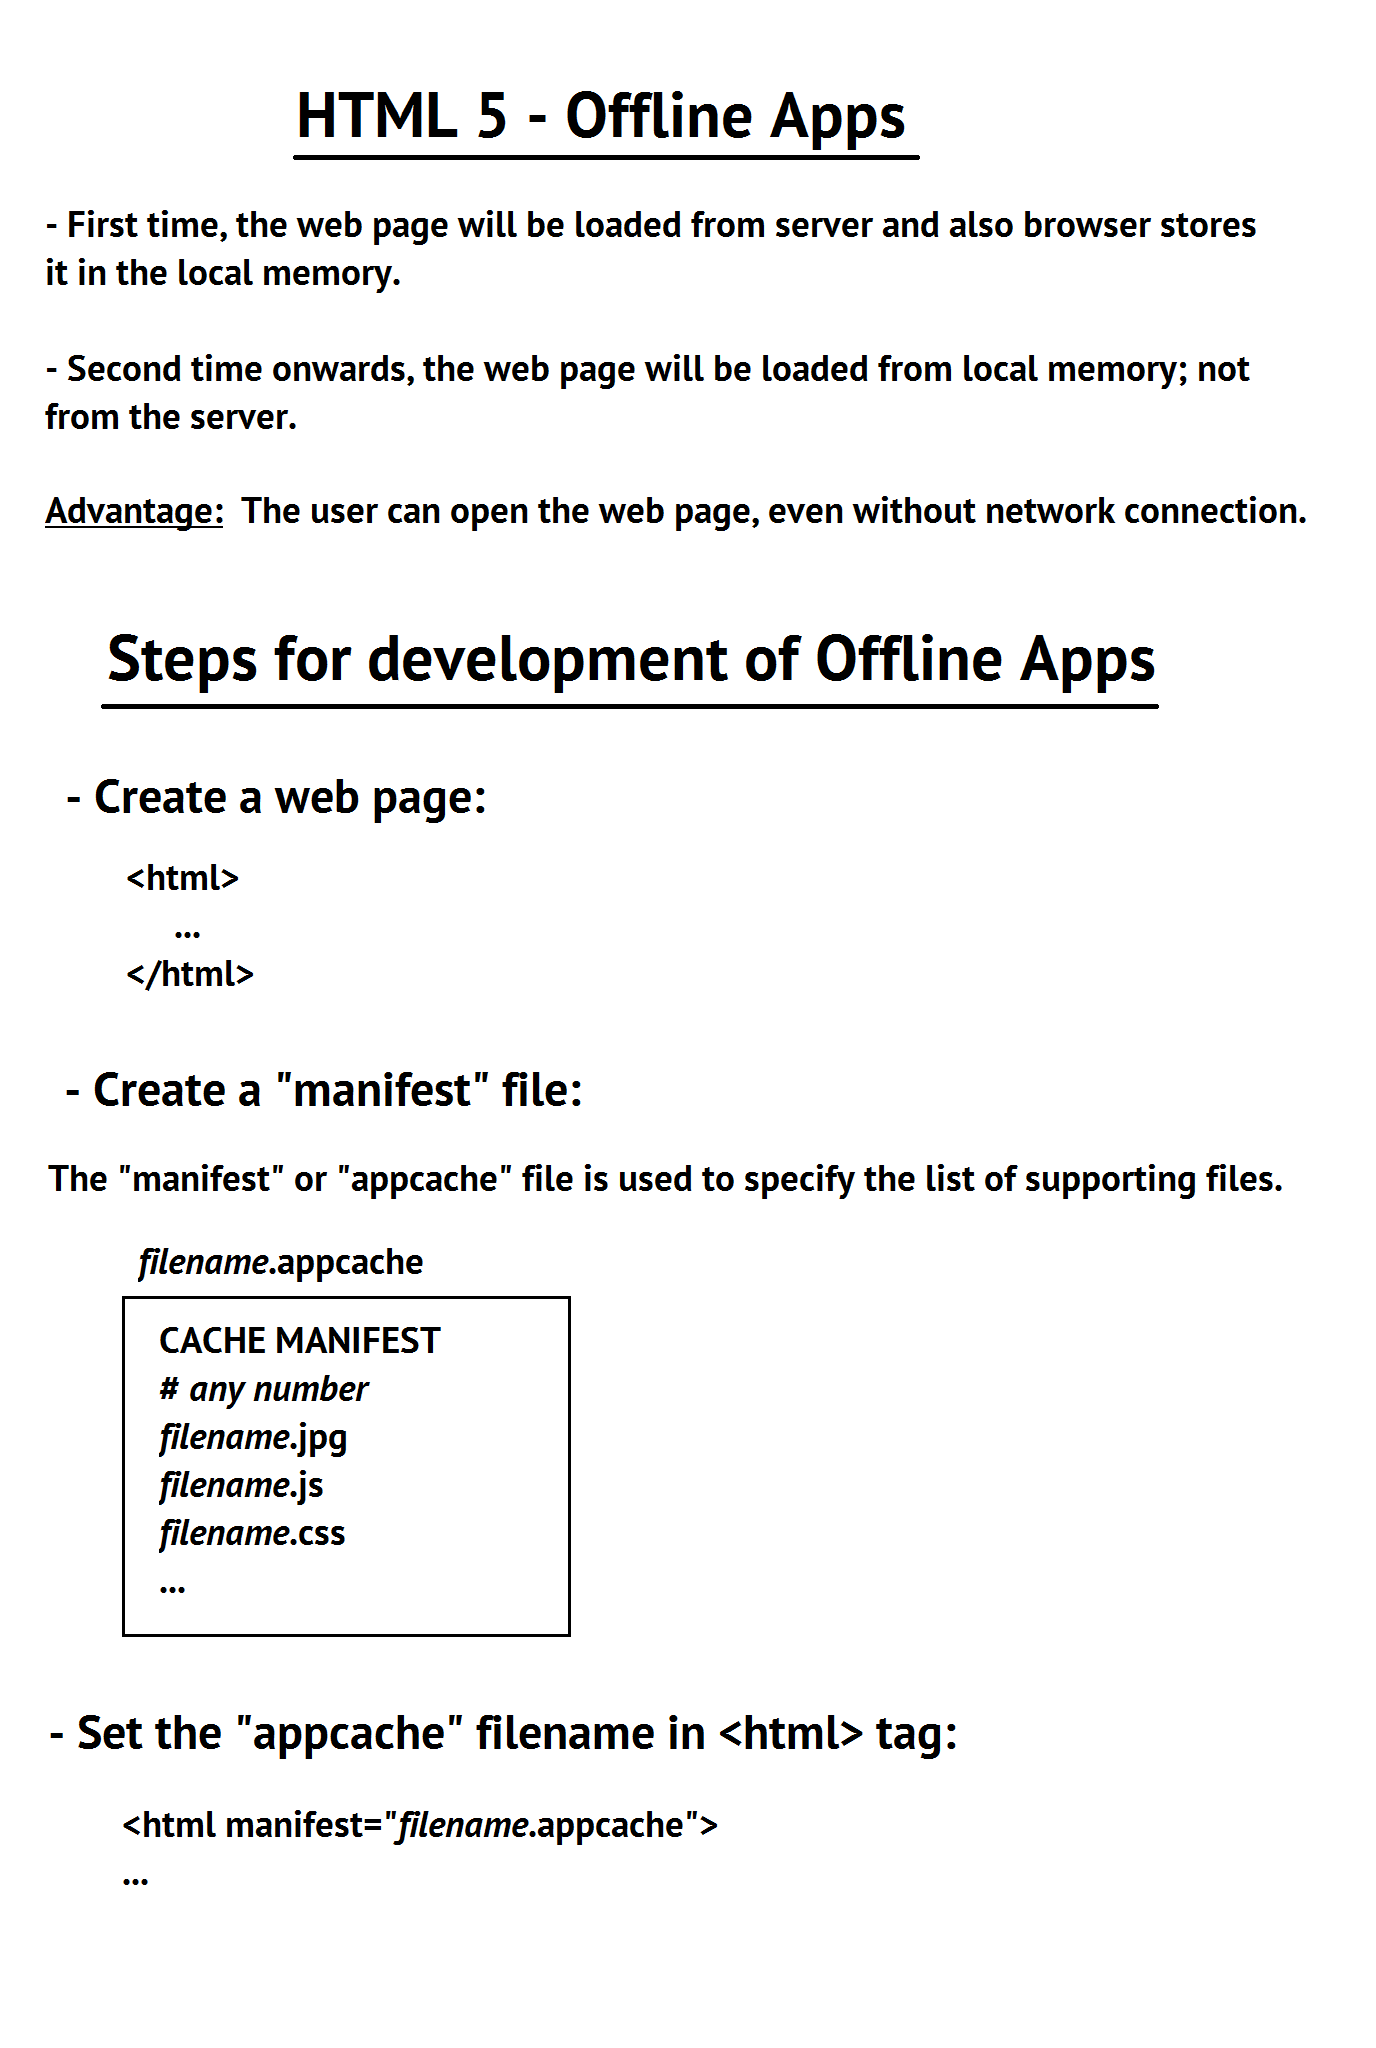 HTML 5 - Offline Apps
- First time, the web page will be loaded from server and also browser stores
it in the local memory.
- Second time onwards, the web page will be loaded from local memory; not
from the server.
Advantage:  The user can open the web page, even without network connection.
Steps for development of Offline Apps
- Create a web page:
<html>
...
</html>
- Create a "manifest" file:
The "manifest" or "appcache" file is used to specify the list of supporting files.
filename.appcache
CACHE MANIFEST
# any number
filename.jpg
filename.js
filename.css
...
- Set the "appcache" filename in <html> tag:
<html manifest="filename.appcache">
...